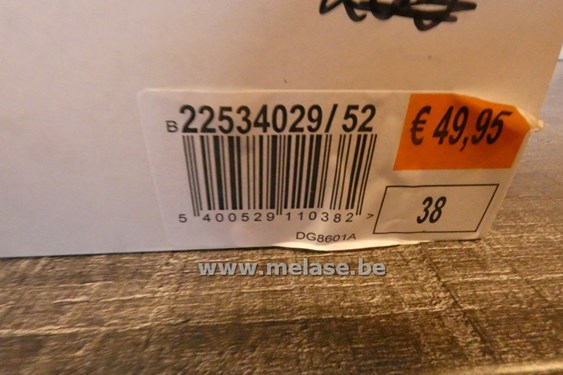 B 22534029/52
€ 49,95
5 400529 110382 >
38
DG8601A
www.melase.be